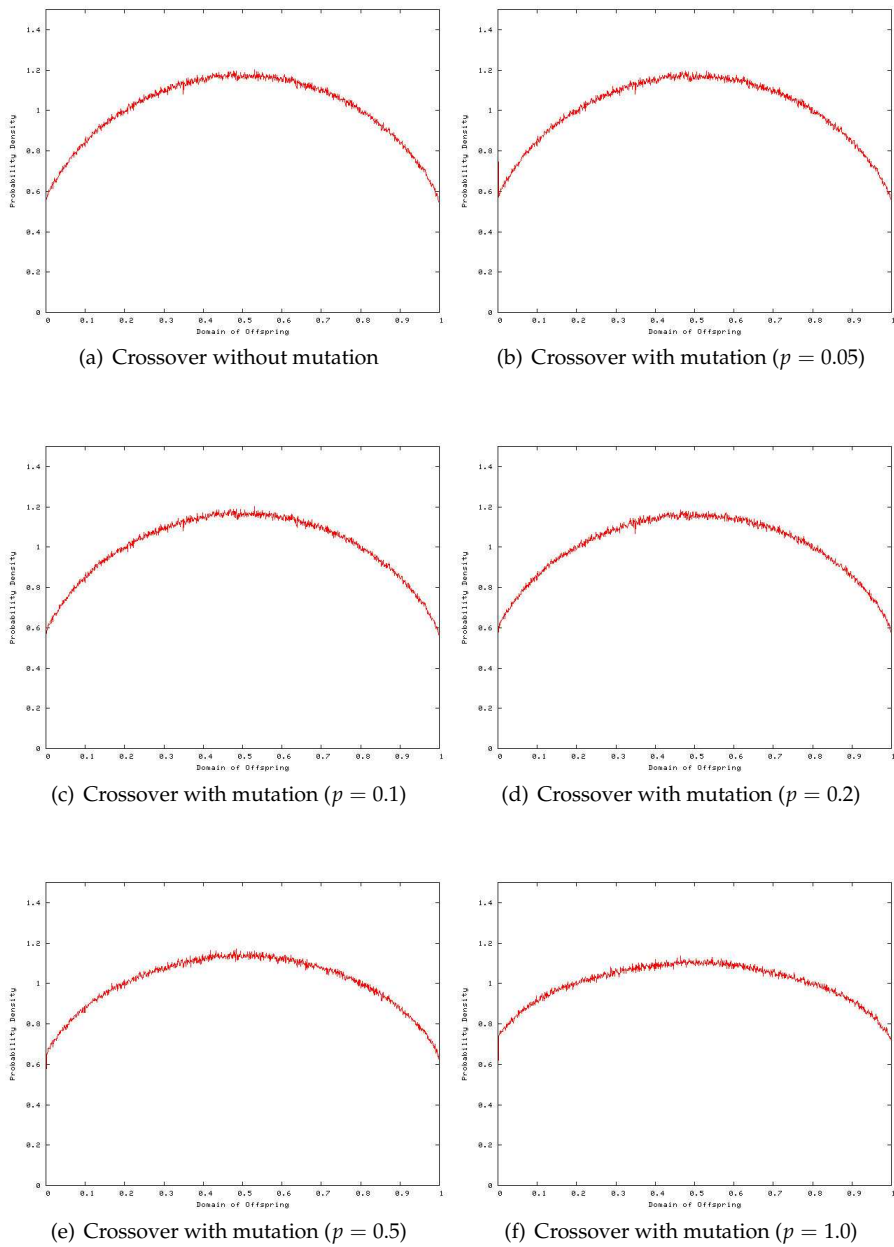 1.4
1.2
1
0.8
0.6
0.4
0.2
0
Probability Density
0 0.1 0.2 0.3 0.4 0.5 0.6 0.7 0.8 0.9 1
Domain of Offspring
(a) Crossover without mutation
1.4
1.2
1
0.8
0.6
0.4
0.2
0
Probability Density
0 0.1 0.2 0.3 0.4 0.5 0.6 0.7 0.8 0.9 1
Domain of Offspring
(b) Crossover with mutation (p = 0.05)
1.4
1.2
1
0.8
0.6
0.4
0.2
0
Probability Density
0 0.1 0.2 0.3 0.4 0.5 0.6 0.7 0.8 0.9 1
Domain of Offspring
(c) Crossover with mutation (p = 0.1)
1.4
1.2
1
0.8
0.6
0.4
0.2
0
Probability Density
0 0.1 0.2 0.3 0.4 0.5 0.6 0.7 0.8 0.9 1
Domain of Offspring
(d) Crossover with mutation (p = 0.2)
1.4
1.2
1
0.8
0.6
0.4
0.2
0
Probability Density
0 0.1 0.2 0.3 0.4 0.5 0.6 0.7 0.8 0.9 1
Domain of Offspring
(e) Crossover with mutation (p = 0.5)
1.4
1.2
1
0.8
0.6
0.4
0.2
0
Probability Density
0 0.1 0.2 0.3 0.4 0.5 0.6 0.7 0.8 0.9 1
Domain of Offspring
(f) Crossover with mutation (p = 1.0)